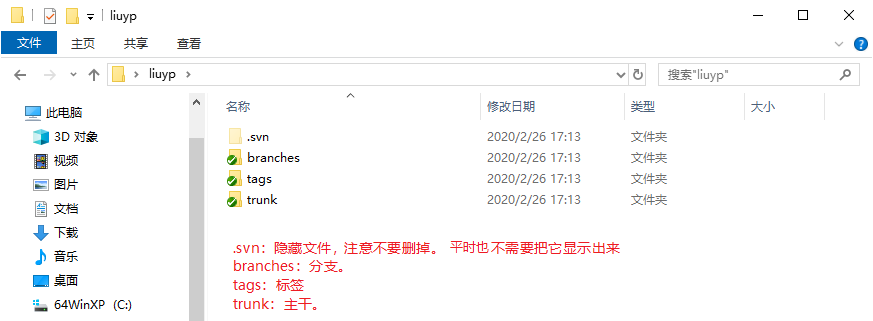 liuyp
文件 主页 共享 查看
liuyp 搜索"liuyp"
名称 修改日期 类型 大小
此电脑
3D 对象
视频
图片
文档
下载
音乐
桌面
64WinXP (C:)
.svn 2020/2/26 17:13 文件夹
branches 2020/2/26 17:13 文件夹
tags 2020/2/26 17:13 文件夹
trunk 2020/2/26 17:13 文件夹
.svn：隐藏文件，注意不要删掉。 平时也不需要把它显示出来
branches：分支。
tags：标签
trunk：主干。